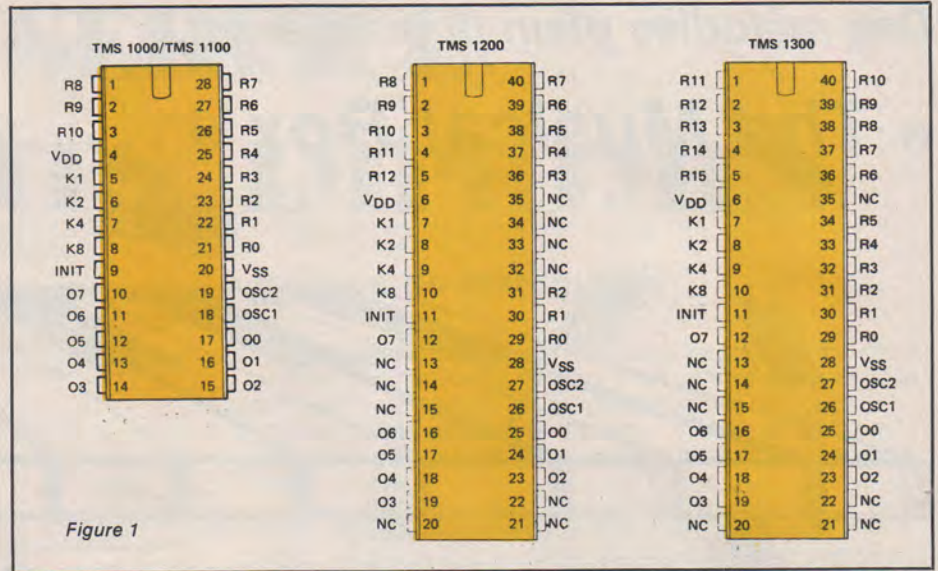 TMS 1000/TMS 1100
R8 1 28 R7
R9 2 27 R6
R10 3 26 R5
VDD 4 25 R4
K1 5 24 R3
K2 6 23 R2
K4 7 22 R1
K8 8 21 R0
INIT 9 20 VSS
O7 10 19 OSC2
O6 11 18 OSC1
O5 12 17 O0
O4 13 16 O1
O3 14 15 O2
TMS 1200
R8 1 40 R7
R9 2 39 R6
R10 3 38 R5
R11 4 37 R4
R12 5 36 R3
VDD 6 35 NC
K1 7 34 NC
K2 8 33 NC
K4 9 32 NC
K8 10 31 R2
INIT 11 30 R1
O7 12 29 R0
NC 13 28 VSS
NC 14 27 OSC2
NC 15 26 OSC1
O6 16 25 O0
O5 17 24 O1
O4 18 23 O2
O3 19 22 NC
NC 20 21 NC
TMS 1300
R11 1 40 R10
R12 2 39 R9
R13 3 38 R8
R14 4 37 R7
R15 5 36 R6
VDD 6 35 NC
K1 7 34 R5
K2 8 33 R4
K4 9 32 R3
K8 10 31 R2
INIT 11 30 R1
O7 12 29 R0
NC 13 28 VSS
NC 14 27 OSC2
NC 15 26 OSC1
O6 16 25 O0
O5 17 24 O1
O4 18 23 O2
O3 19 22 NC
NC 20 21 NC
Figure 1